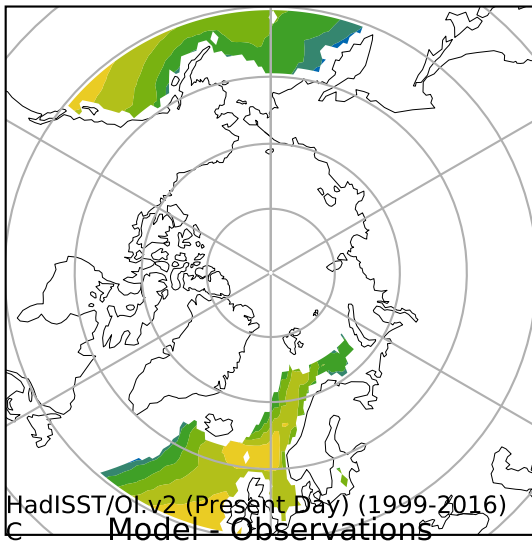 HadISST/OI.v2 (Present Day) (1999-2016)
C Model - Observations